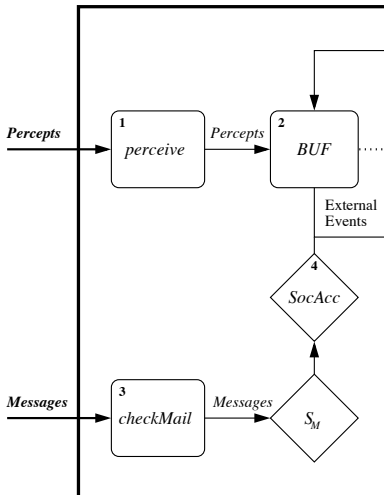 Percepts
1
perceive
Percepts
2
BUF
External
Events
4
SocAcc
Messages
3
checkMail
Messages
S_M